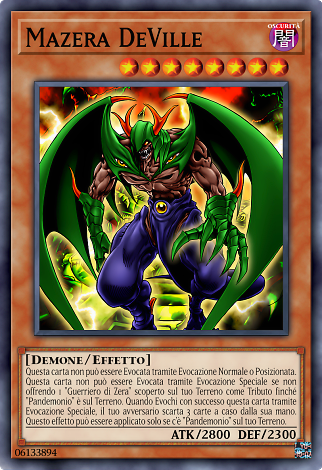 Mazera DeVille
OSCURITÀ
闇
[Demone/Effetto]
Questa carta non può essere Evocata tramite Evocazione Normale o Posizionata.
Questa carta non può essere Evocata tramite Evocazione Speciale se non
offrendo 1 "Guerriero di Zera" scoperto sul tuo Terreno come Tributo finché
"Pandemonio" è sul Terreno. Quando Evochi con successo questa carta tramite
Evocazione Speciale, il tuo avversario scarta 3 carte a caso dalla sua mano.
Questo effetto può essere applicato solo se c'è "Pandemonio" sul tuo Terreno.
ATK/2800 DEF/2300
06133894